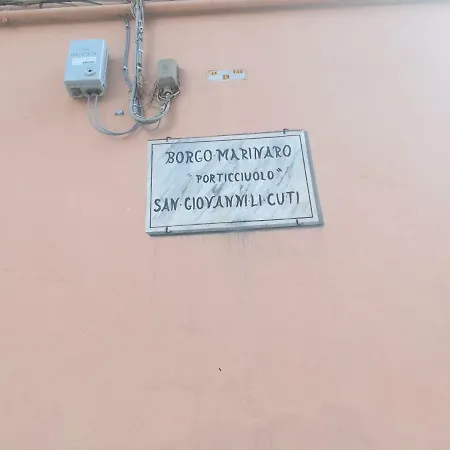 BORGO MARINARO
"PORTICCIUOLO"
SAN·GIOVANNI·LI·CUTI